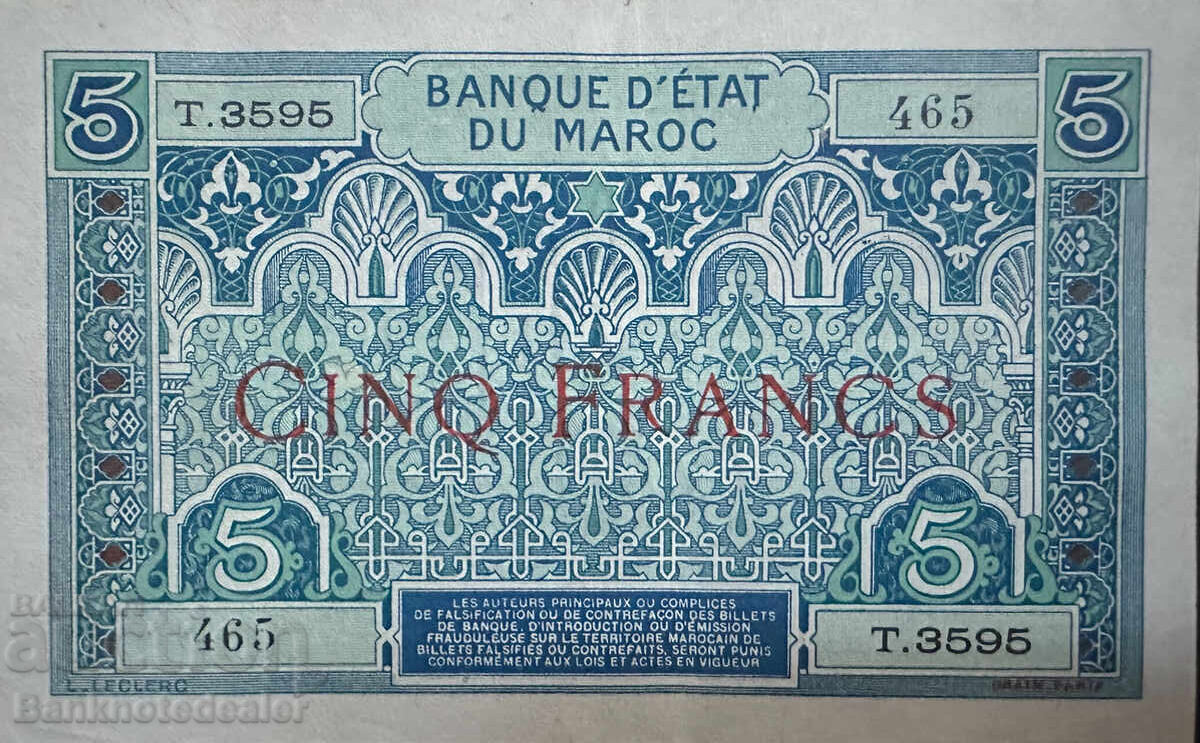 5 T.3595 BANQUE D'ÉTAT 465 5
DU MAROC
CINQ FRANCS
5 5
465
LES AUTEURS PRINCIPAUX OU COMPLICES
DE FALSIFICATION OU DE CONTREFAÇON DES BILLETS
DE BANQUE, D'INTRODUCTION OU D'ÉMISSION
FRAUDULEUSE SUR LE TERRITOIRE MAROCAIN DE
BILLETS FALSIFIÉS OU CONTREFAITS, SERONT PUNIS
CONFORMÉMENT AUX LOIS ET ACTES EN VIGUEUR
T.3595
L. LECLERC
Banknotedealer